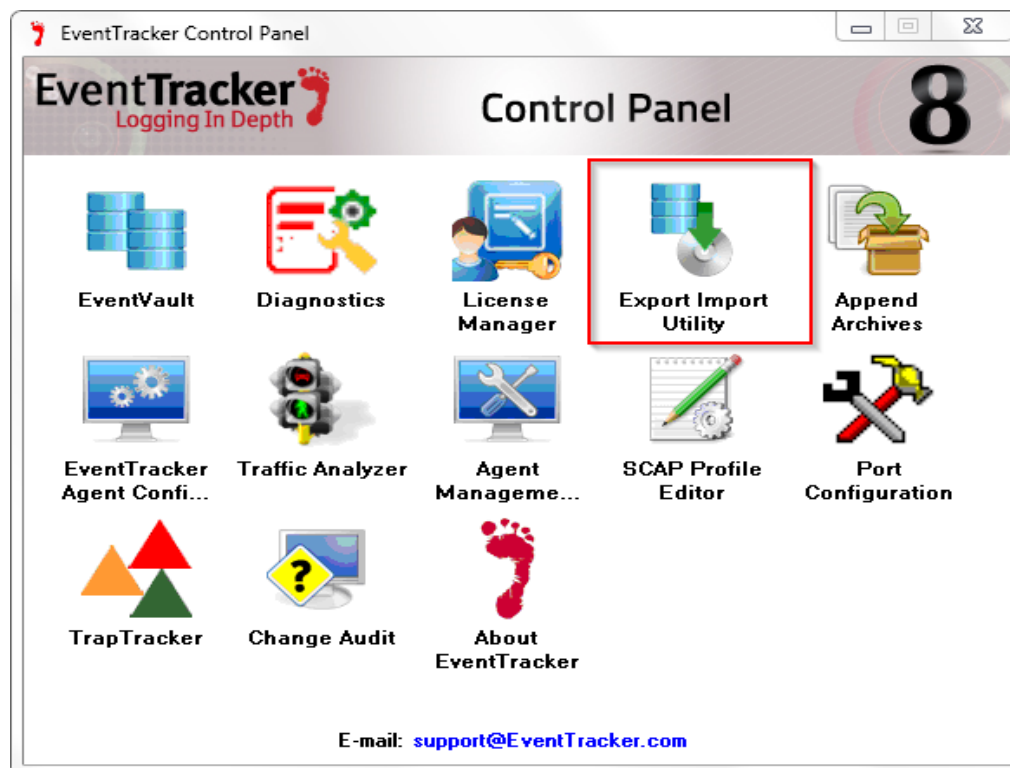 EventTracker Control Panel
EventTracker
Logging In Depth
Control Panel
8
EventVault
Diagnostics
License
Manager
Export Import
Utility
Append
Archives
EventTracker
Agent Confi...
Traffic Analyzer
Agent
Manageme...
SCAP Profile
Editor
Port
Configuration
TrapTracker
?
Change Audit
About
EventTracker
E-mail: support@EventTracker.com